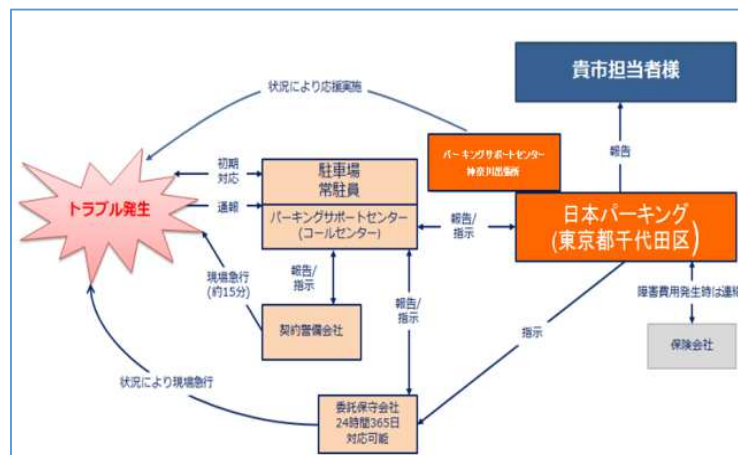 貴市担当者様
状況により応援実施
パーキングサポートセンター
神奈川出張所
報告
初期
対応
駐車場
常駐員
トラブル発生
通報
パーキングサポートセンター
(コールセンター)
報告/
指示
日本パーキング
(東京都千代田区)
現場急行
(約15分)
報告/
指示
報告/
指示
障害費用発生時は連絡
契約警備会社
指示
保険会社
状況により現場急行
委託保守会社
24時間365日
対応可能